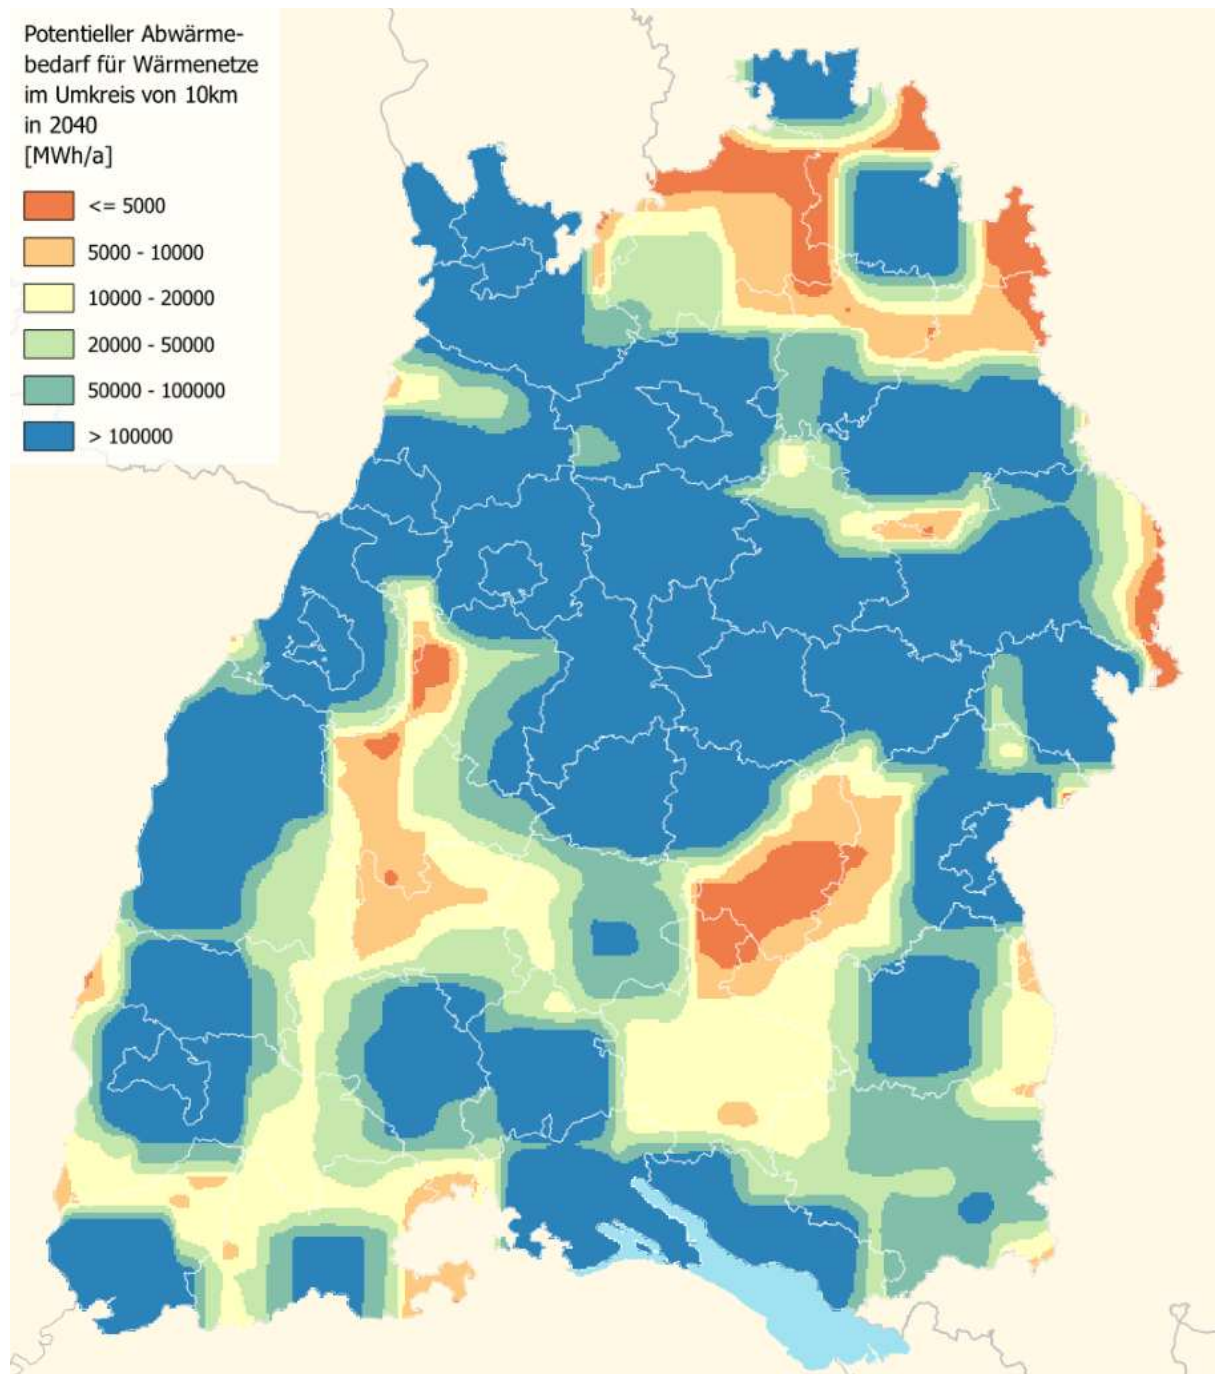 Potentieller Abwärme-
bedarf für Wärmenetze
im Umkreis von 10km
in 2040
[MWh/a]
<= 5000
5000 - 10000
10000 - 20000
20000 - 50000
50000 - 100000
> 100000